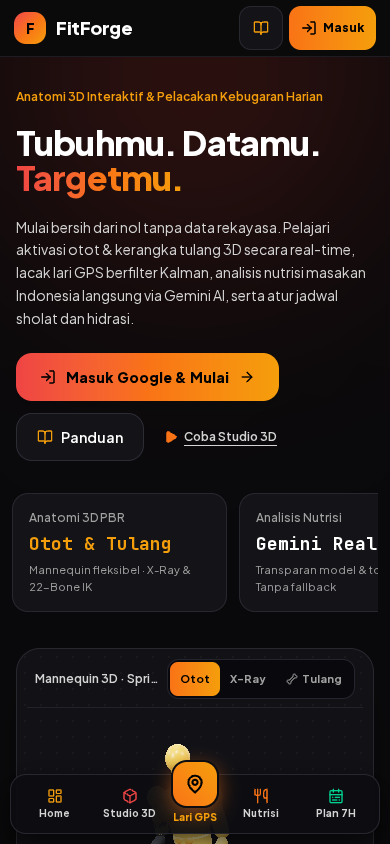 F FitForge Masuk
Anatomi 3D Interaktif & Pelacakan Kebugaran Harian
Tubuhmu. Datamu.
Targetmu.
Mulai bersih dari nol tanpa data rekayasa. Pelajari
aktivasi otot & kerangka tulang 3D secara real-time,
lacak lari GPS berfilter Kalman, analisis nutrisi masakan
Indonesia langsung via Gemini AI, serta atur jadwal
sholat dan hidrasi.
Masuk Google & Mulai
Panduan
Coba Studio 3D
Anatomi 3D PBR
Otot & Tulang
Mannequin fleksibel · X-Ray &
22-Bone IK
Analisis Nutrisi
Gemini Real
Transparan model &
Tanpa fallback
Mannequin 3D · Spri…
Otot
X-Ray
Tulang
Home
Studio 3D
Lari GPS
Nutrisi
Plan 7H